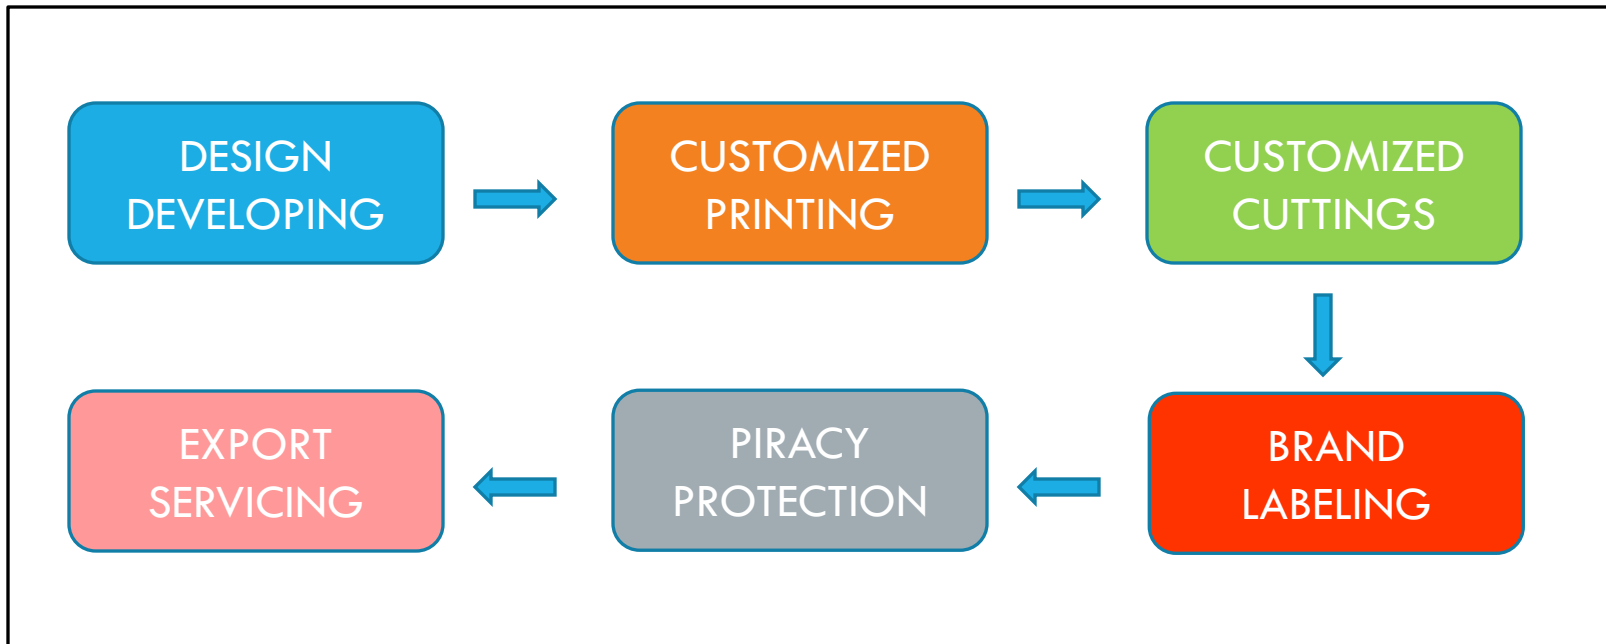 DESIGN
DEVELOPING
CUSTOMIZED
PRINTING
CUSTOMIZED
CUTTINGS
BRAND
LABELING
PIRACY
PROTECTION
EXPORT
SERVICING